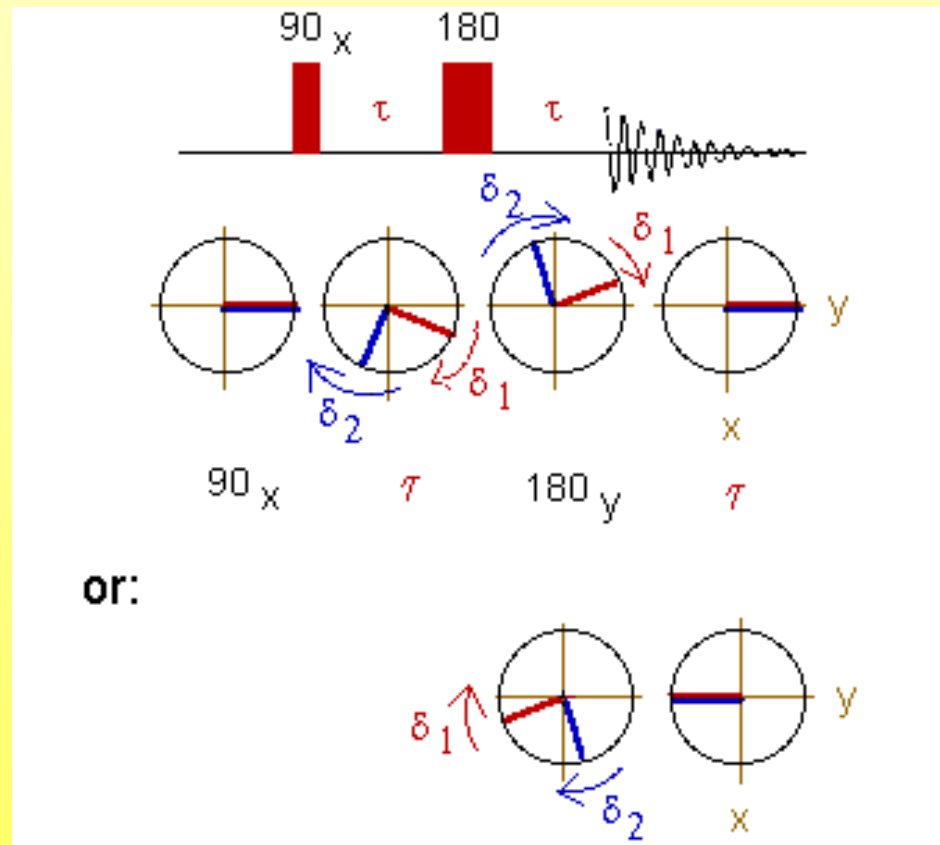 90 x 180
τ τ
δ 2 δ 1
y
δ 2 δ 1
x
90 x τ 180 y τ
or:
y
δ 1
δ 2
x